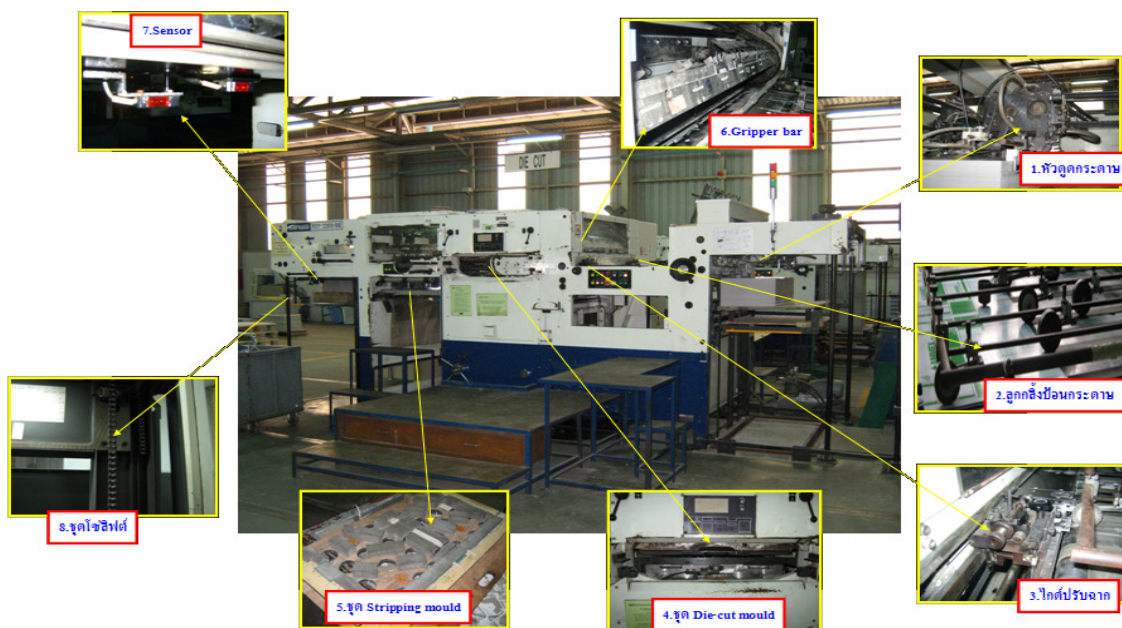 7.Sensor
6.Gripper bar
DIE CUT
1.หัวดูดกระดาษ
2.ลูกกลิ้งป้อนกระดาษ
8.ชุดโซ่ลิฟต์
5.ชุด Stripping mould
4.ชุด Die-cut mould
3.ไกด์ปรับฉาก